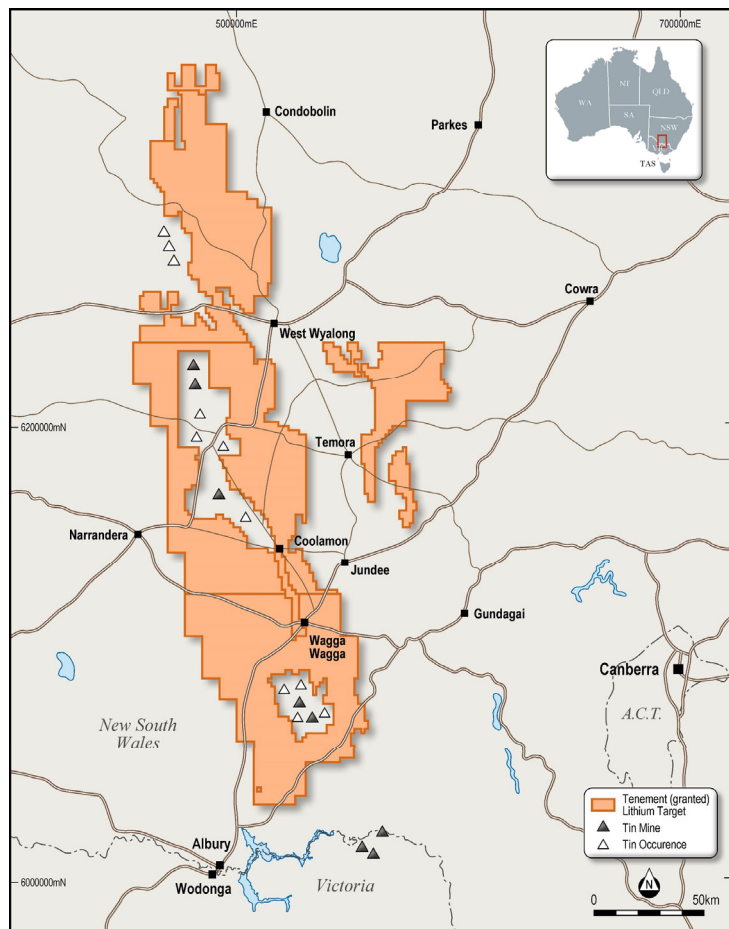 500000mE
700000mE
Condobolin
Parkes
WA
NT
QLD
SA
NSW
TAS
Cowra
West Wyalong
6200000mN
Temora
Narrandera
Coolamon
Jundee
Gundagai
Wagga
Wagga
Canberra
New South
Wales
A.C.T.
Tenement (granted)
Lithium Target
Tin Mine
Tin Occurence
Albury
Wodonga
Victoria
6000000mN
N
0
50km